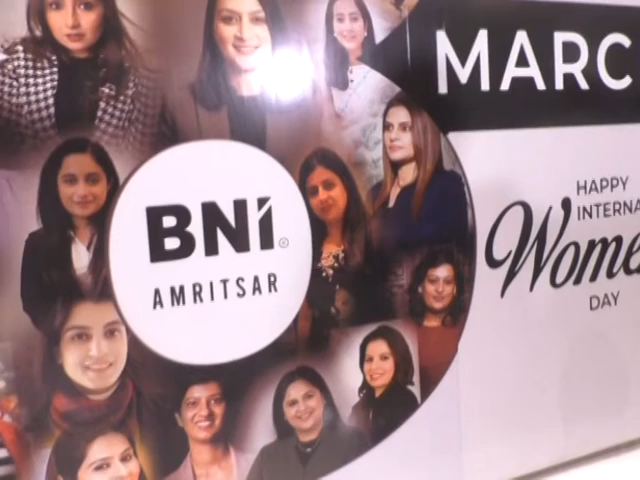 MARC
BNI®
AMRITSAR
HAPPY
INTERNA
Wome
DAY